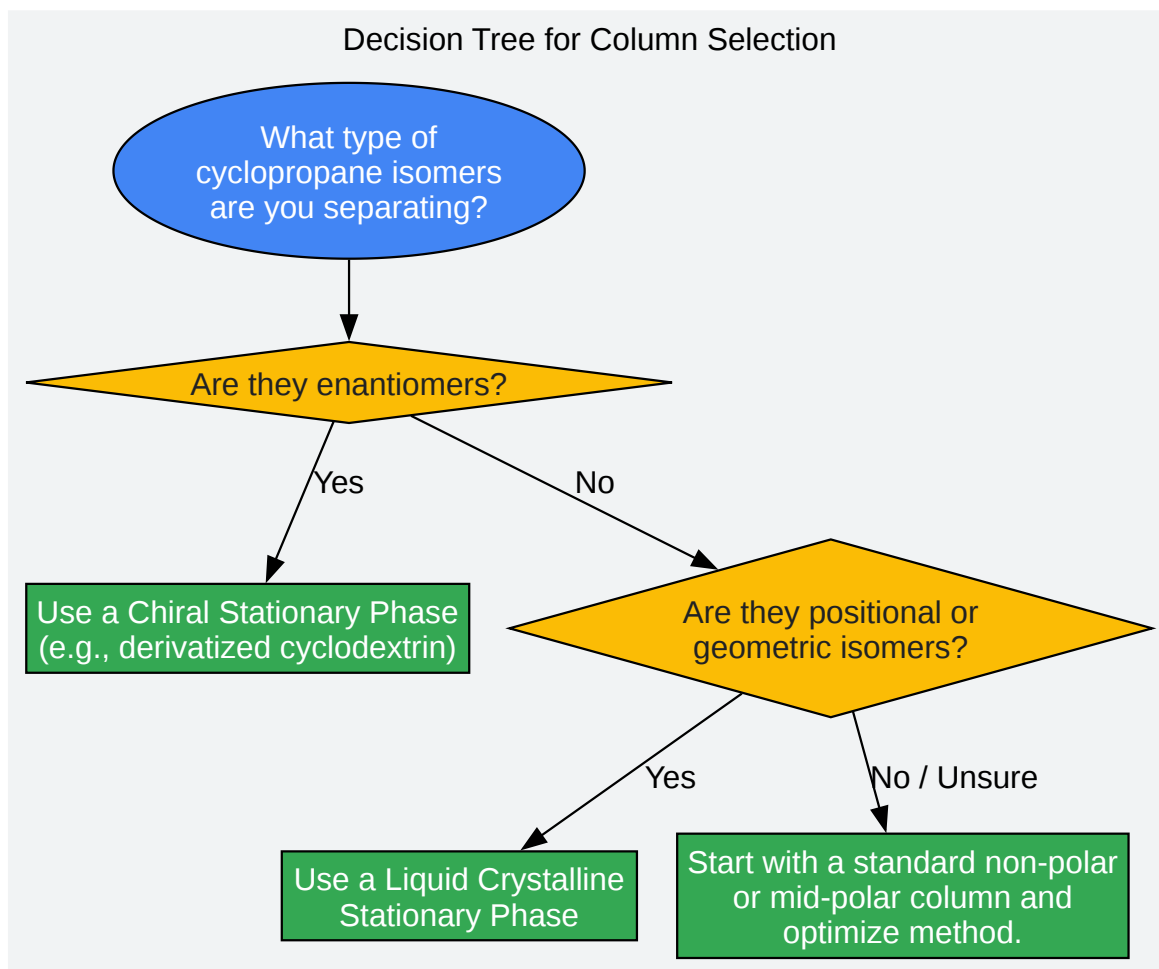 Decision Tree for Column Selection
What type of
cyclopropane isomers
are you separating?
Are they enantiomers?
Yes
No
Use a Chiral Stationary Phase
(e.g., derivatized cyclodextrin)
Are they positional or
geometric isomers?
Yes
No / Unsure
Use a Liquid Crystalline
Stationary Phase
Start with a standard non-polar
or mid-polar column and
optimize method.